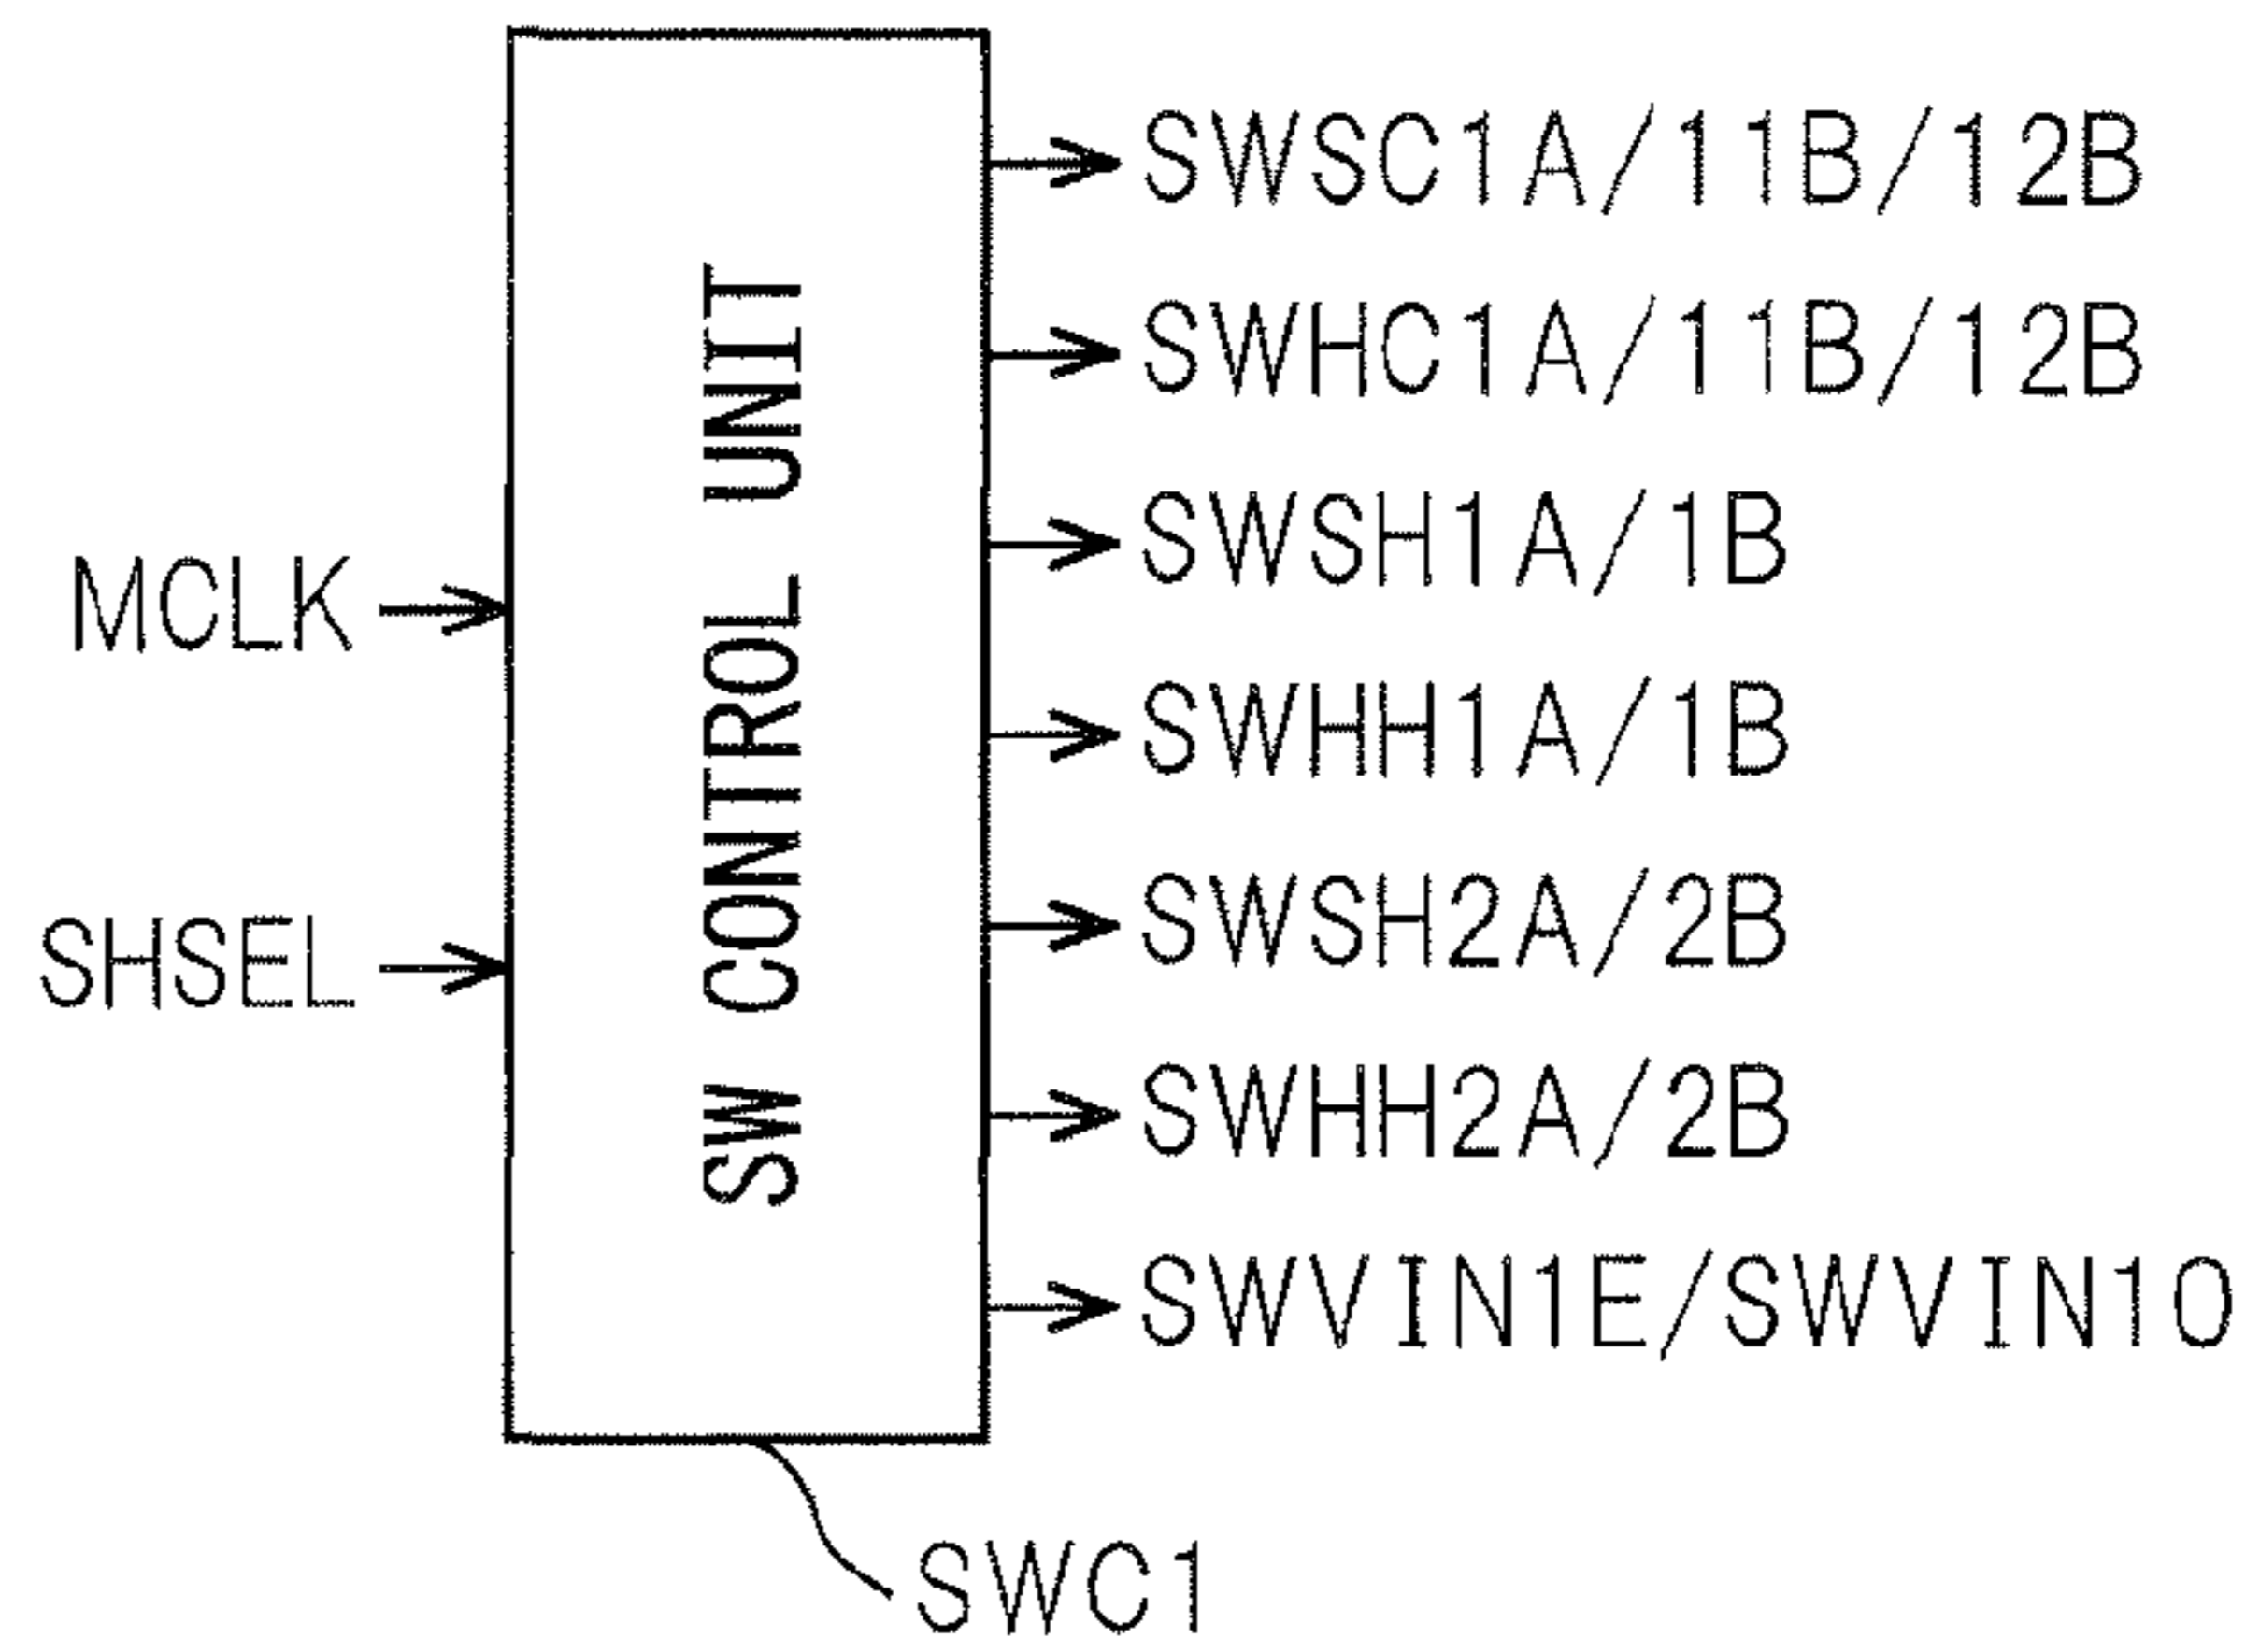 SWSC1A/11B/12B
SWHC1A/11B/12B
SWSH1A/1B
SWHH1A/1B
SWSH2A/2B
SWHH2A/2B
SWVIN1E/SWVIN1O
MCLK
SHSEL
SW CONTROL UNIT
SWC1